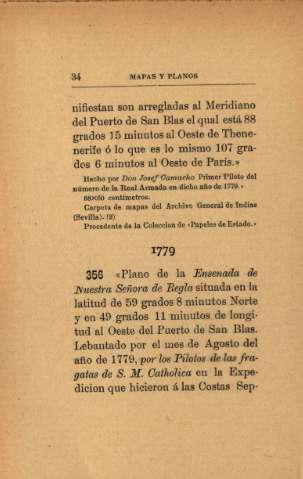 34 MAPAS Y PLANOS
nifiestan son arregladas al Meridiano
del Puerto de San Blas el qual está 88
grados 15 minutos al Oeste de Thene-
nerife ó lo que es lo mismo 107 gra-
dos 6 minutos al Oeste de París.»
Hecho por Don Josef Camacho Primer Piloto del
número de la Real Armada en dicho año de 1779.»
centímetros.
Carpeta de mapas del Archivo General de Indias
(Sevilla). (2)
Procedente de la Coleccion de «Papeles de Estado.»
1779
356 «Plano de la Ensenada de
Nuestra Señora de Regla situada en la
latitud de 59 grados 8 minutos Norte
y en 49 grados 11 minutos de longi-
tud al Oeste del Puerto de San Blas.
Lebantado por el mes de Agosto del
año de 1779, por los Pilotos de las fra-
gatas de S. M. Catholica en la Expe-
dicion que hicieron á las Costas Sep-